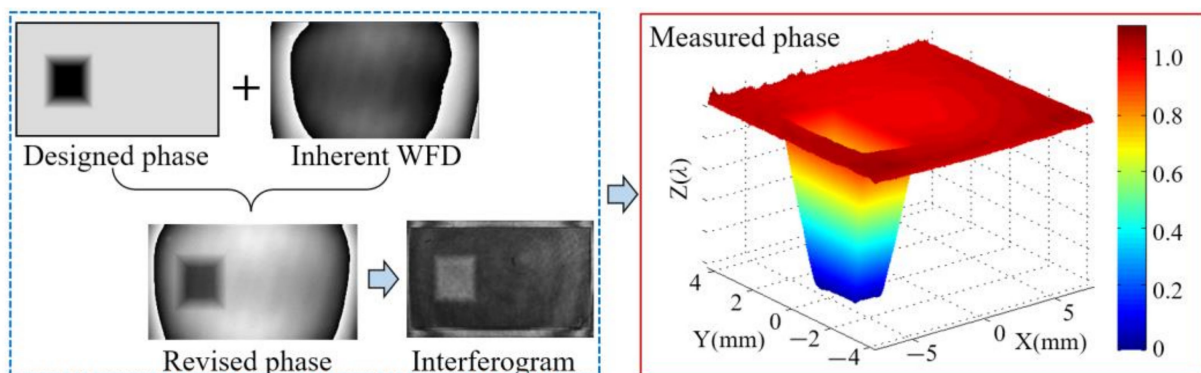 Designed phase
+
Inherent WFD
Revised phase
Interferogram
Measured phase
Z(λ)
4
2
0
−2
−4
Y(mm)
−5
0
5
X(mm)
1.0
0.8
0.6
0.4
0.2
0